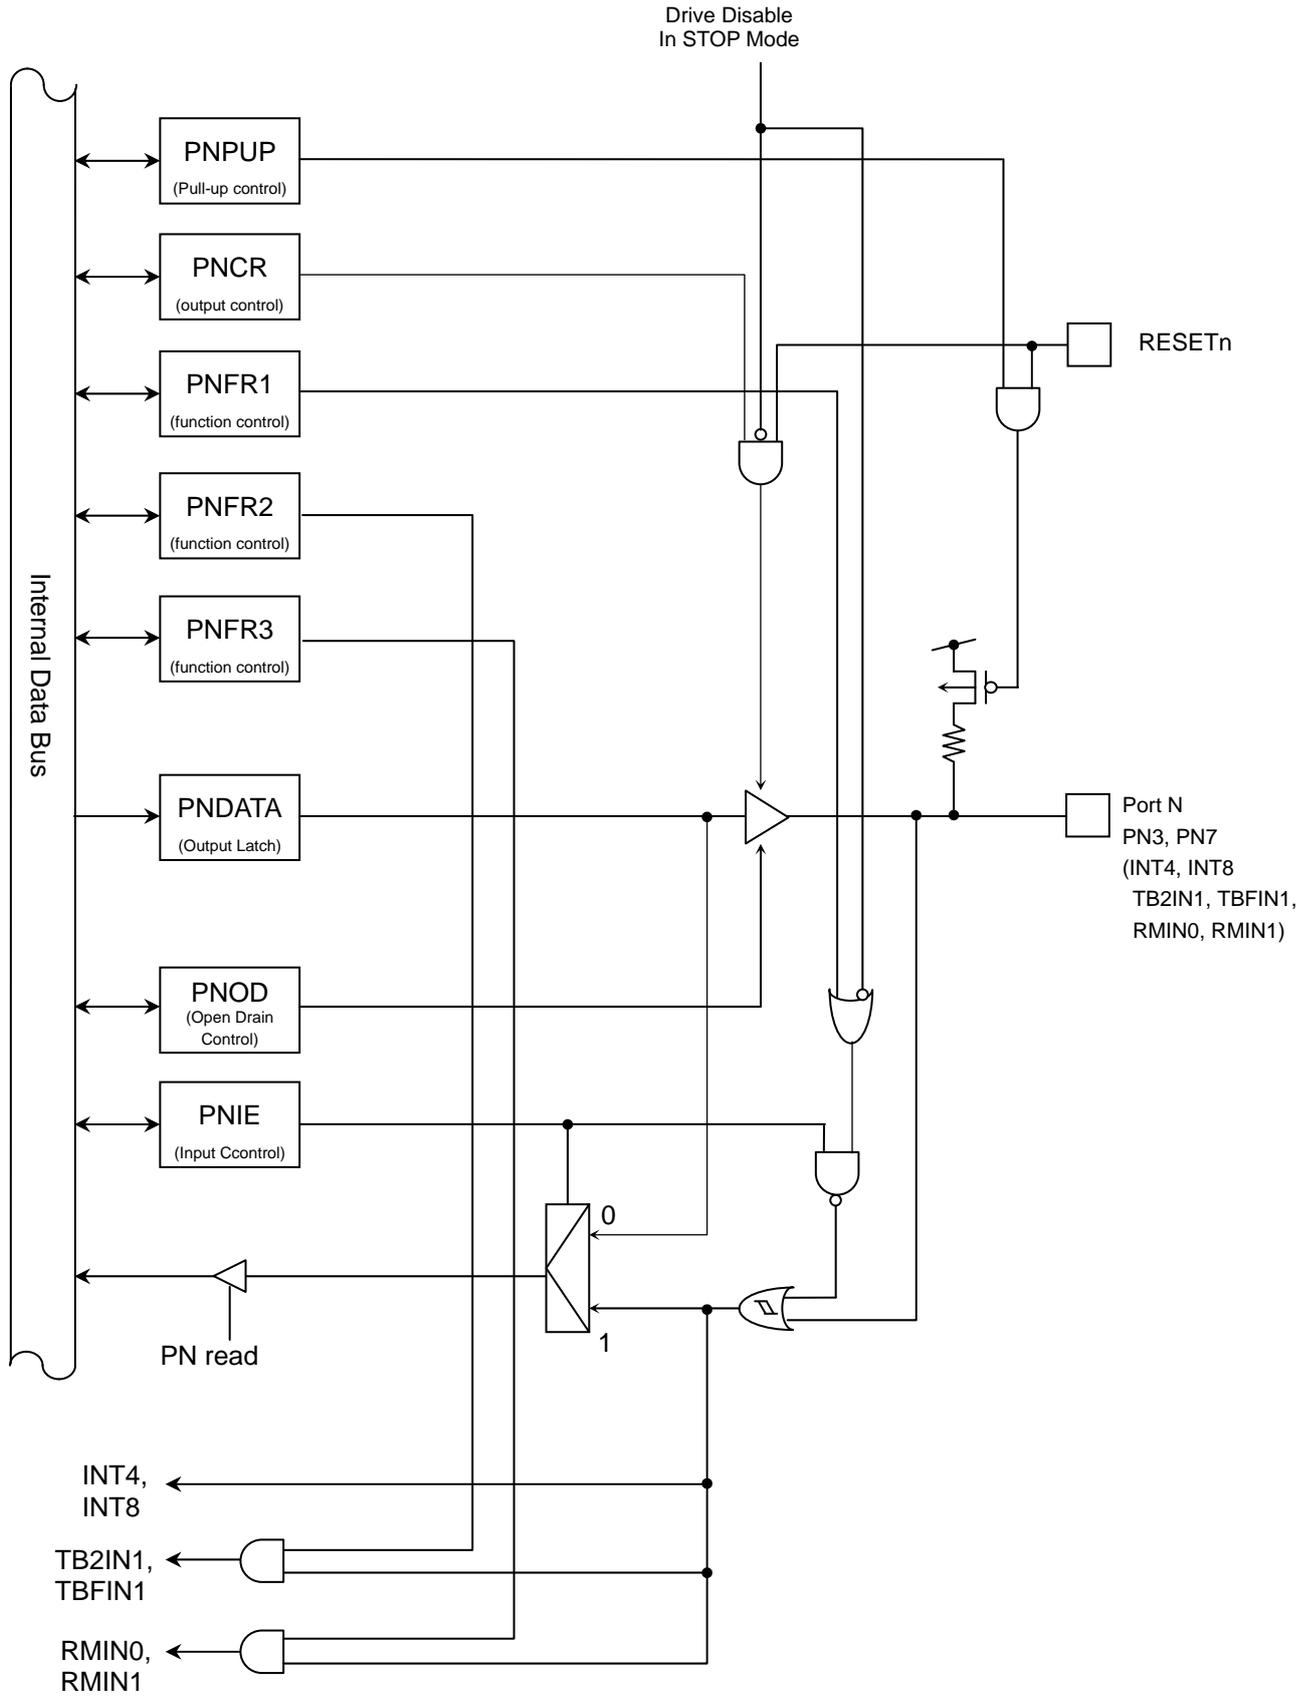 Drive Disable
In STOP Mode
PNPUP
(Pull-up control)
PNCR
(output control)
RESETn
PNFR1
(function control)
PNFR2
(function control)
Internal Data Bus
PNFR3
(function control)
PNDATA
(Output Latch)
Port N
PN3, PN7
(INT4, INT8
TB2IN1, TBFIN1,
RMIN0, RMIN1)
PNOD
(Open Drain
Control)
PNIE
(Input Ccontrol)
0
1
PN read
INT4,
INT8
TB2IN1,
TBFIN1
RMIN0,
RMIN1